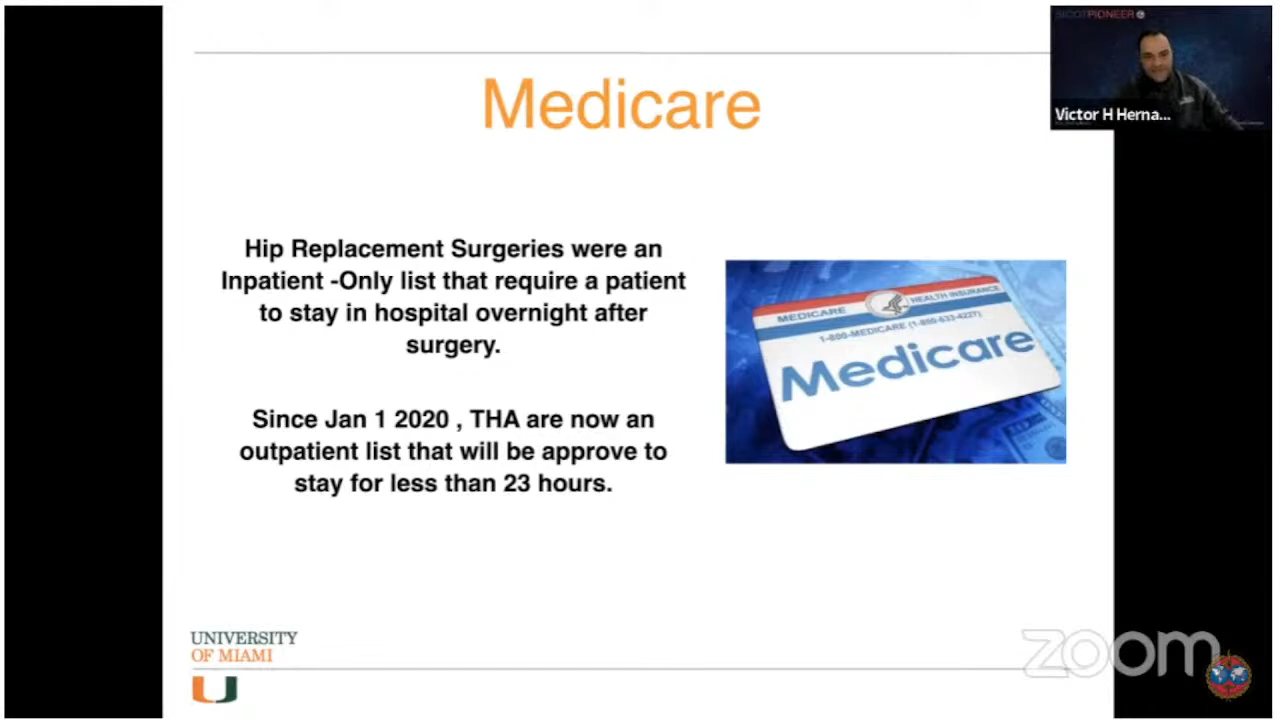 SICOT PIONEER
Medicare
Victor H Herna...
Hip Replacement Surgeries were an
Inpatient -Only list that require a patient
to stay in hospital overnight after
surgery.
MEDICARE HEALTH INSURANCE
1-800-MEDICARE (1-800-633-4227)
Medicare
Since Jan 1 2020 , THA are now an
outpatient list that will be approve to
stay for less than 23 hours.
UNIVERSITY
OF MIAMI
zoom